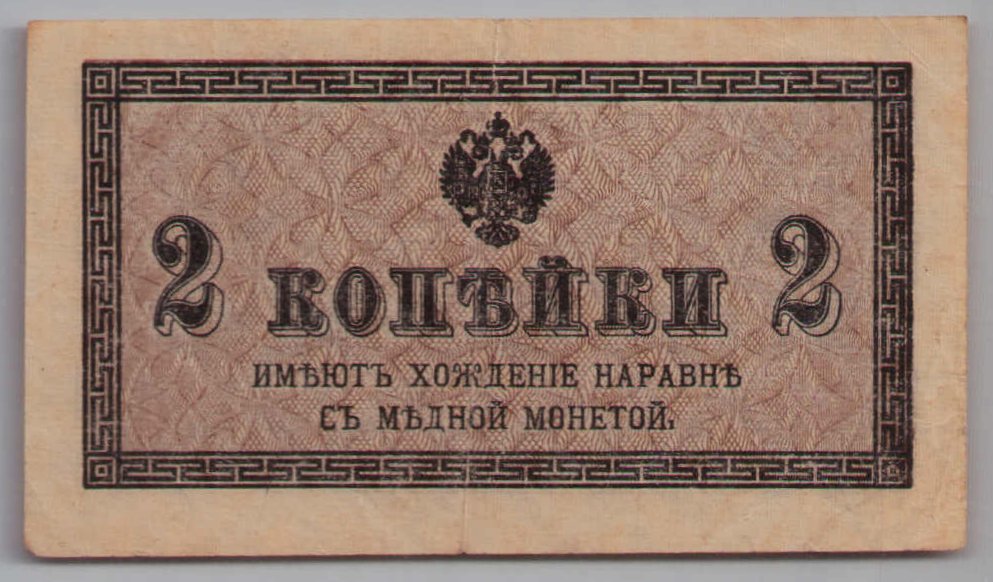 2 КОПѢЙКИ 2
ИМѢЮТЪ ХОЖДЕНІЕ НАРАВНѢ
СЪ МѢДНОЙ МОНЕТОЙ.